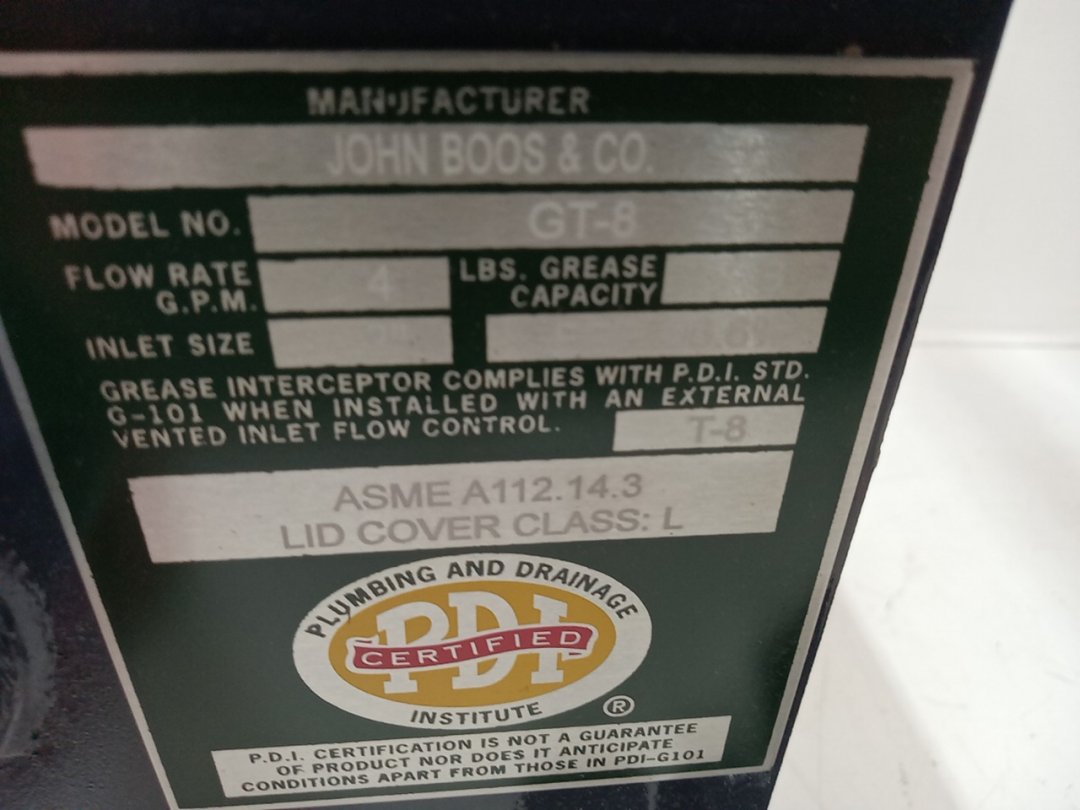 MANUFACTURER
JOHN BOOS & CO.
MODEL NO. GT-8
FLOW RATE G.P.M. 4
LBS. GREASE CAPACITY
INLET SIZE
GREASE INTERCEPTOR COMPLIES WITH P.D.I. STD.
G-101 WHEN INSTALLED WITH AN EXTERNAL
VENTED INLET FLOW CONTROL. T-8
ASME A112.14.3
LID COVER CLASS: L
PLUMBING AND DRAINAGE
PDI
CERTIFIED
INSTITUTE ®
P.D.I. CERTIFICATION IS NOT A GUARANTEE
OF PRODUCT NOR DOES IT ANTICIPATE
CONDITIONS APART FROM THOSE IN PDI-G101